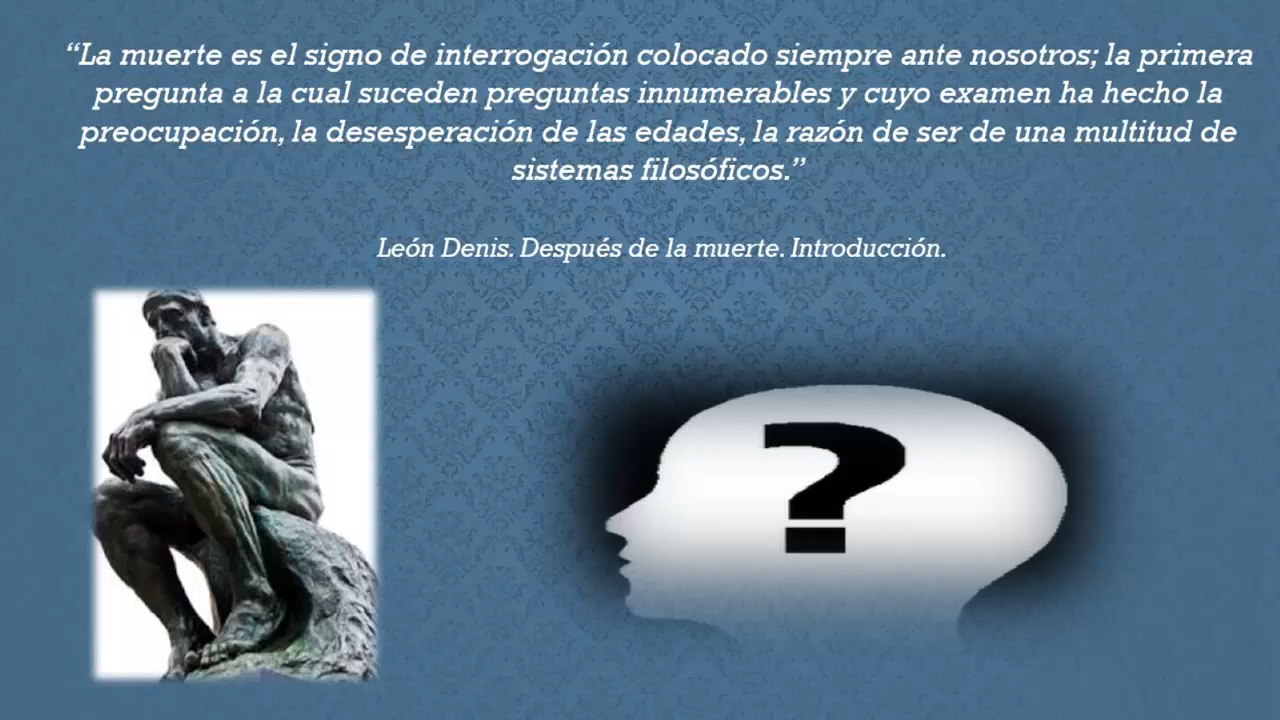 “La muerte es el signo de interrogación colocado siempre ante nosotros; la primera
pregunta a la cual suceden preguntas innumerables y cuyo examen ha hecho la
preocupación, la desesperación de las edades, la razón de ser de una multitud de
sistemas filosóficos.”
León Denis. Después de la muerte. Introducción.
?